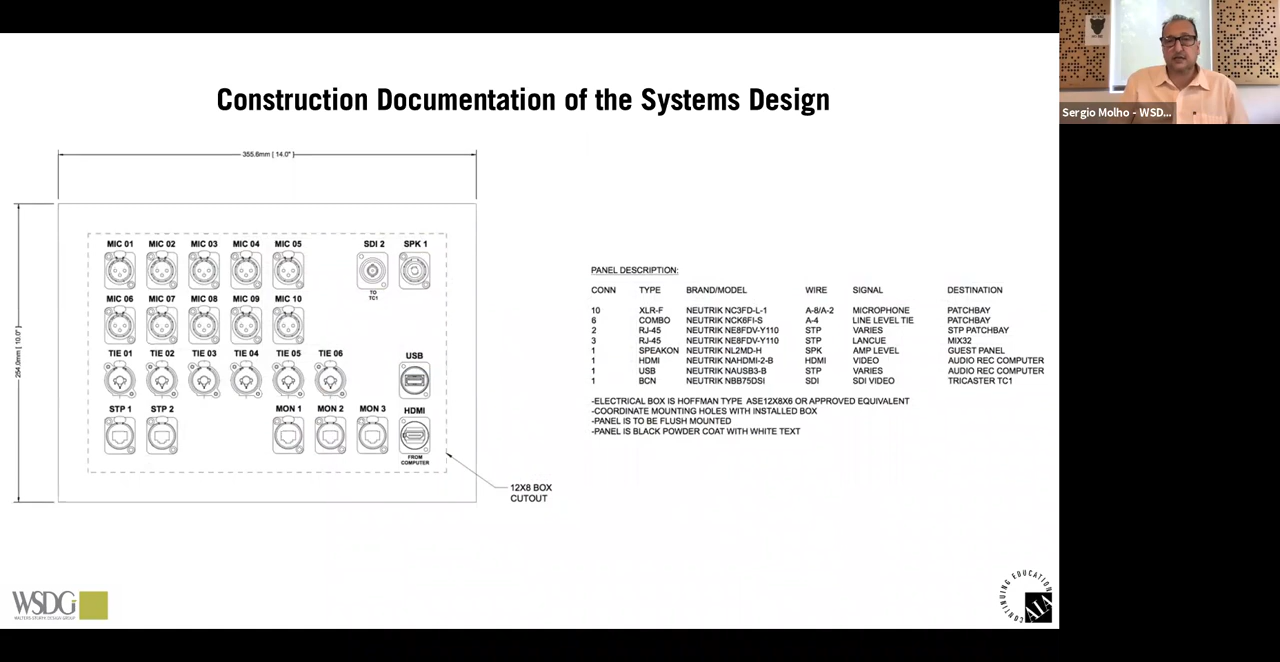 Construction Documentation of the Systems Design
Sergio Molho - WSD...
355.6mm [ 14.0" ]
254.0mm [ 10.0" ]
MIC 01 MIC 02 MIC 03 MIC 04 MIC 05 SDI 2 SPK 1
TO
TC1
MIC 06 MIC 07 MIC 08 MIC 09 MIC 10
TIE 01 TIE 02 TIE 03 TIE 04 TIE 05 TIE 06 USB
STP 1 STP 2 MON 1 MON 2 MON 3 HDMI
FROM
COMPUTER
12X8 BOX
CUTOUT
PANEL DESCRIPTION:
CONN TYPE BRAND/MODEL WIRE SIGNAL DESTINATION
10 XLR-F NEUTRIK NC3FD-L-1 A-8/A-2 MICROPHONE PATCHBAY
6 COMBO NEUTRIK NCK6FI-S A-4 LINE LEVEL TIE PATCHBAY
2 RJ-45 NEUTRIK NE8FDV-Y110 STP VARIES STP PATCHBAY
3 RJ-45 NEUTRIK NE8FDV-Y110 STP LANCUE MIX32
1 SPEAKON NEUTRIK NL2MD-H SPK AMP LEVEL GUEST PANEL
1 HDMI NEUTRIK NAHDMI-2-B HDMI VIDEO AUDIO REC COMPUTER
1 USB NEUTRIK NAUSB3-B STP VARIES AUDIO REC COMPUTER
1 BCN NEUTRIK NBB75DSI SDI SDI VIDEO TRICASTER TC1
-ELECTRICAL BOX IS HOFFMAN TYPE ASE12X8X6 OR APPROVED EQUIVALENT
-COORDINATE MOUNTING HOLES WITH INSTALLED BOX
-PANEL IS TO BE FLUSH MOUNTED
-PANEL IS BLACK POWDER COAT WITH WHITE TEXT
WSDG
WALTERS-STORYK DESIGN GROUP
CONTINUING EDUCATION
AIA